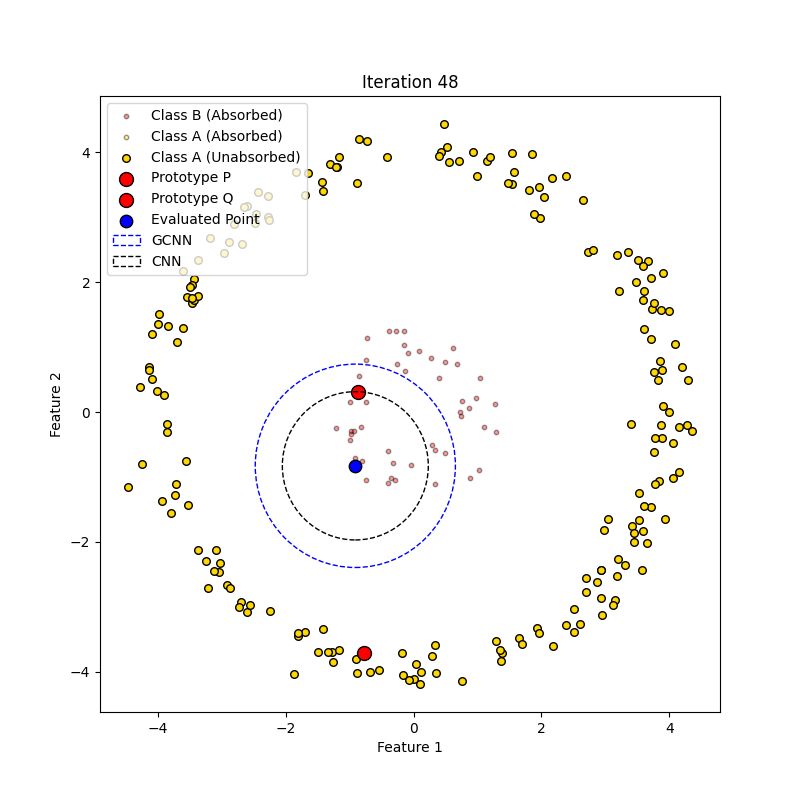 Iteration 48
Class B (Absorbed)
Class A (Absorbed)
Class A (Unabsorbed)
Prototype P
Prototype Q
Evaluated Point
GCNN
CNN
4
2
0
−2
−4
Feature 2
−4
−2
0
2
4
Feature 1